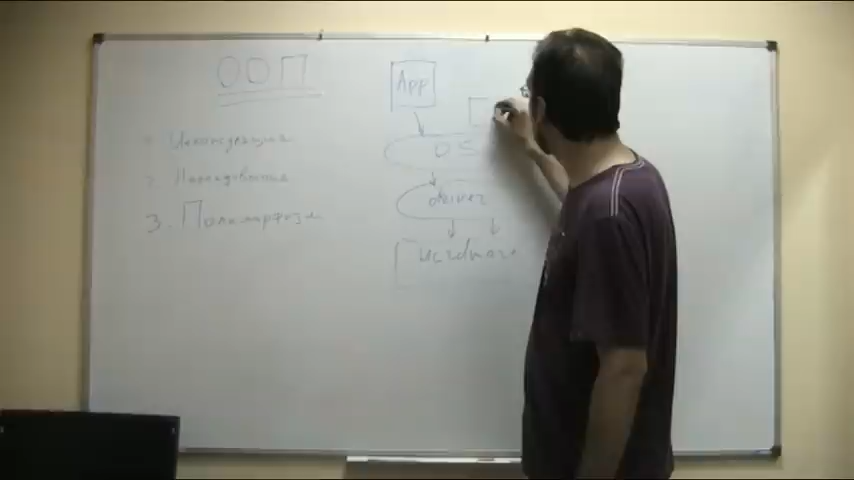 ООП
1. Инкапсуляция
2. Наследование
3. Полиморфизм
App
OS
driver
Hardware